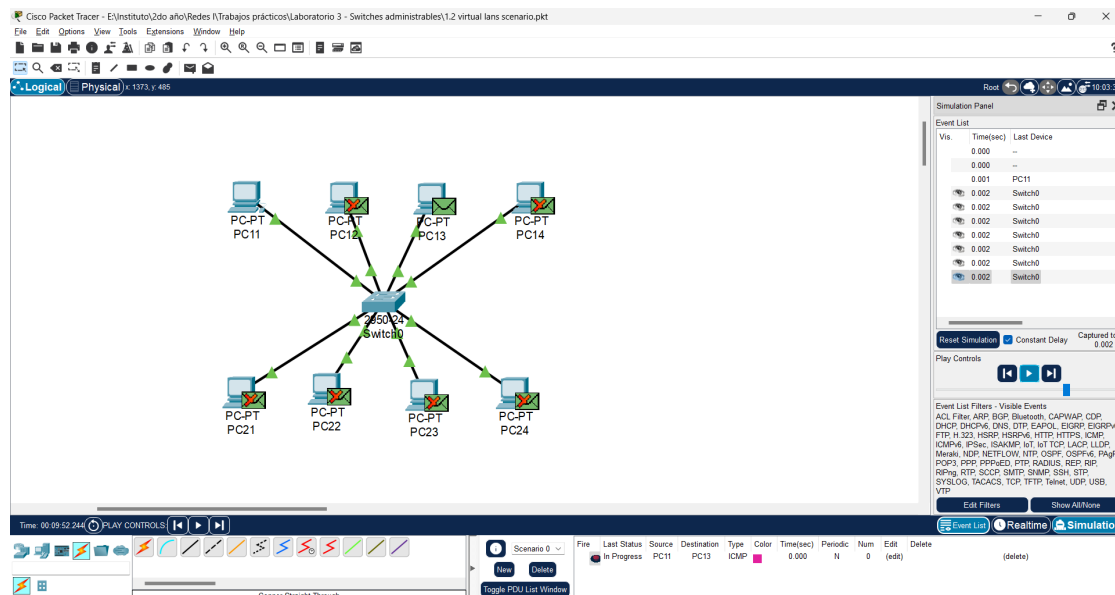 Cisco Packet Tracer - E:\Instituto\2do año\Redes I\Trabajos prácticos\Laboratorio 3 - Switches administrables\1.2 virtual lans scenario.pkt
File Edit Options View Tools Extensions Window Help
Logical Physical x: 1373, y: 485 Root 10:03:3
Simulation Panel
Event List
Vis. Time(sec) Last Device
0.000 --
0.000 --
0.001 PC11
0.002 Switch0
0.002 Switch0
0.002 Switch0
0.002 Switch0
0.002 Switch0
0.002 Switch0
0.002 Switch0
PC-PT
PC11
PC-PT
PC12
PC-PT
PC13
PC-PT
PC14
2950-24
Switch0
PC-PT
PC21
PC-PT
PC22
PC-PT
PC23
PC-PT
PC24
Reset Simulation Constant Delay Captured to
0.002
Play Controls
Event List Filters - Visible Events
ACL Filter, ARP, BGP, Bluetooth, CAPWAP, CDP,
DHCP, DHCPv6, DNS, DTP, EAPOL, EIGRP, EIGRPv
FTP, H.323, HSRP, HSRPv6, HTTP, HTTPS, ICMP,
ICMPv6, IPSec, ISAKMP, IoT, IoT TCP, LACP, LLDP,
Meraki, NDP, NETFLOW, NTP, OSPF, OSPFv6, PAgP
POP3, PPP, PPPoED, PTP, RADIUS, REP, RIP,
RIPng, RTP, SCCP, SMTP, SNMP, SSH, STP,
SYSLOG, TACACS, TCP, TFTP, Telnet, UDP, USB,
VTP
Edit Filters Show All/None
Time: 00:09:52.244 PLAY CONTROLS: Event List Realtime Simulatio
Scenario 0
New Delete
Toggle PDU List Window
Fire Last Status Source Destination Type Color Time(sec) Periodic Num Edit Delete
In Progress PC11 PC13 ICMP 0.000 N 0 (edit) (delete)